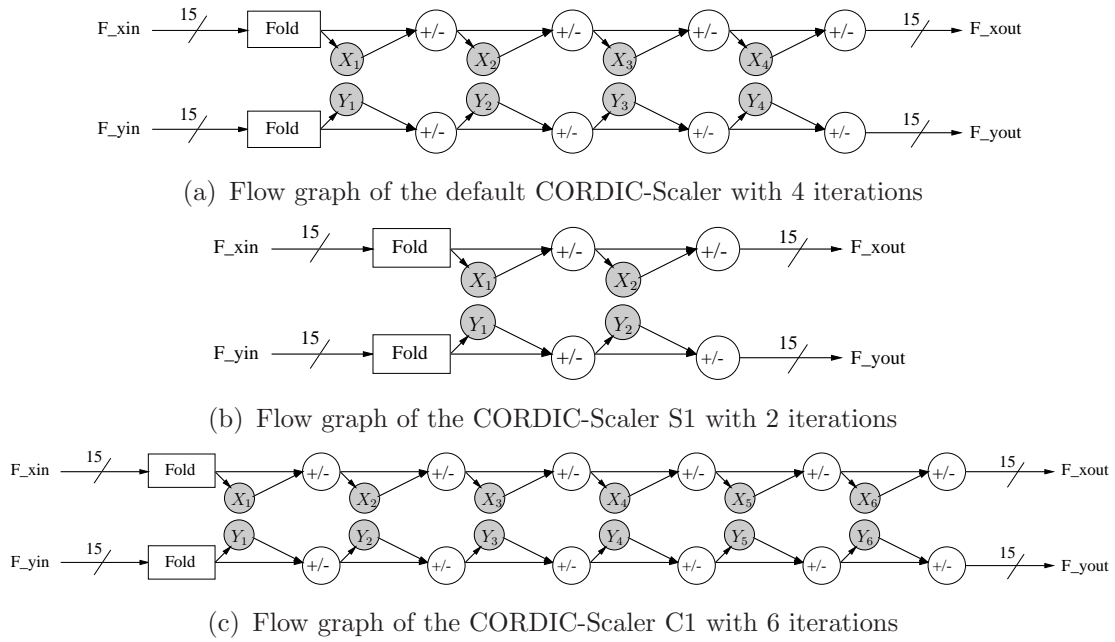 F_xin 15 Fold +/- +/- +/- +/- 15 F_xout
X1 X2 X3 X4
Y1 Y2 Y3 Y4
F_yin 15 Fold +/- +/- +/- +/- 15 F_yout
(a) Flow graph of the default CORDIC-Scaler with 4 iterations
F_xin 15 Fold +/- +/- 15 F_xout
X1 X2
Y1 Y2
F_yin 15 Fold +/- +/- 15 F_yout
(b) Flow graph of the CORDIC-Scaler S1 with 2 iterations
F_xin 15 Fold +/- +/- +/- +/- +/- +/- 15 F_xout
X1 X2 X3 X4 X5 X6
Y1 Y2 Y3 Y4 Y5 Y6
F_yin 15 Fold +/- +/- +/- +/- +/- +/- 15 F_yout
(c) Flow graph of the CORDIC-Scaler C1 with 6 iterations